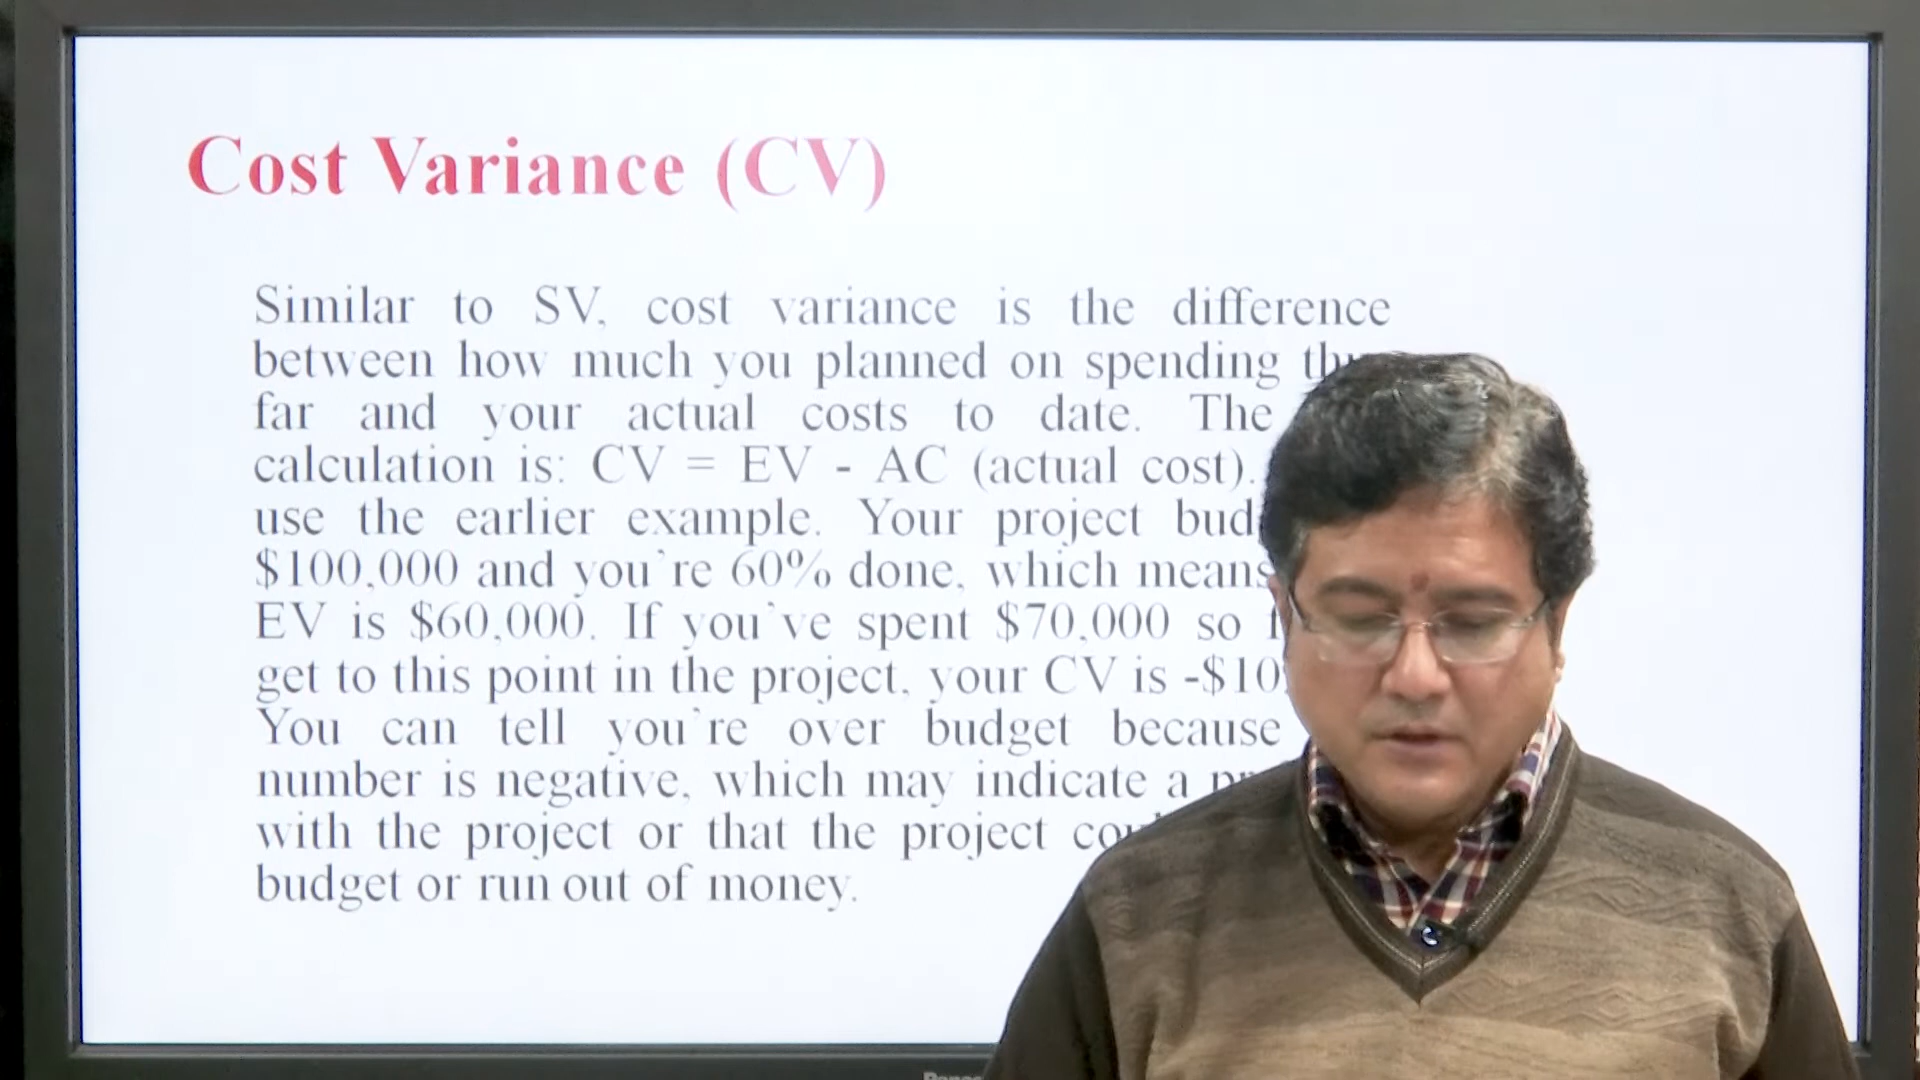 Cost Variance (CV)
Similar to SV, cost variance is the difference
between how much you planned on spending
far and your actual costs to date. The
calculation is: CV = EV - AC (actual cost).
use the earlier example. Your project
$100,000 and you're 60% done, which means
EV is $60,000. If you've spent $70,000 so
get to this point in the project, your CV is
You can tell you're over budget because
number is negative, which may indicate a
with the project or that the project
budget or run out of money.